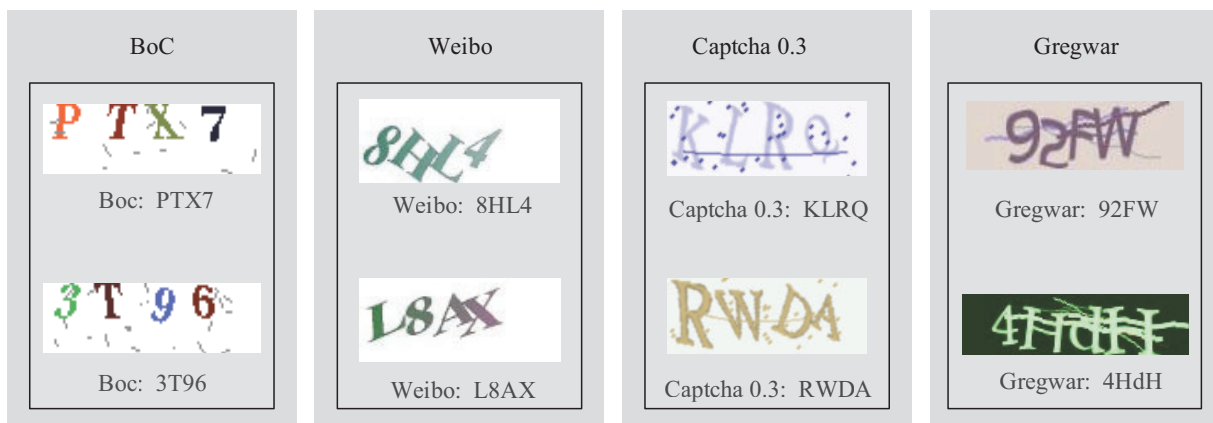 BoC
PTX7
Boc: PTX7
3T96
Boc: 3T96
Weibo
8HL4
Weibo: 8HL4
L8AX
Weibo: L8AX
Captcha 0.3
KLRQ
Captcha 0.3: KLRQ
RWDA
Captcha 0.3: RWDA
Gregwar
92FW
Gregwar: 92FW
4HdH
Gregwar: 4HdH